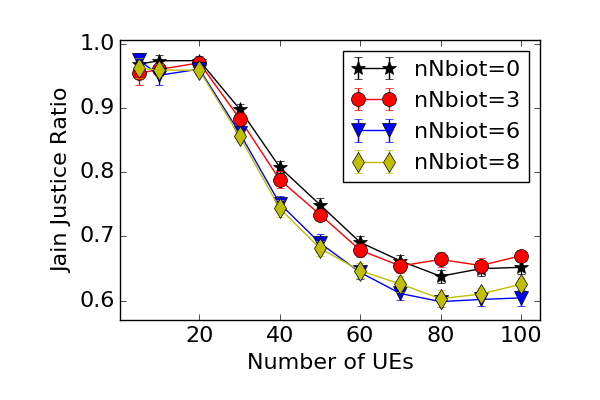 1.0
0.9
0.8
0.7
0.6
Jain Justice Ratio
nNbiot=0
nNbiot=3
nNbiot=6
nNbiot=8
20 40 60 80 100
Number of UEs